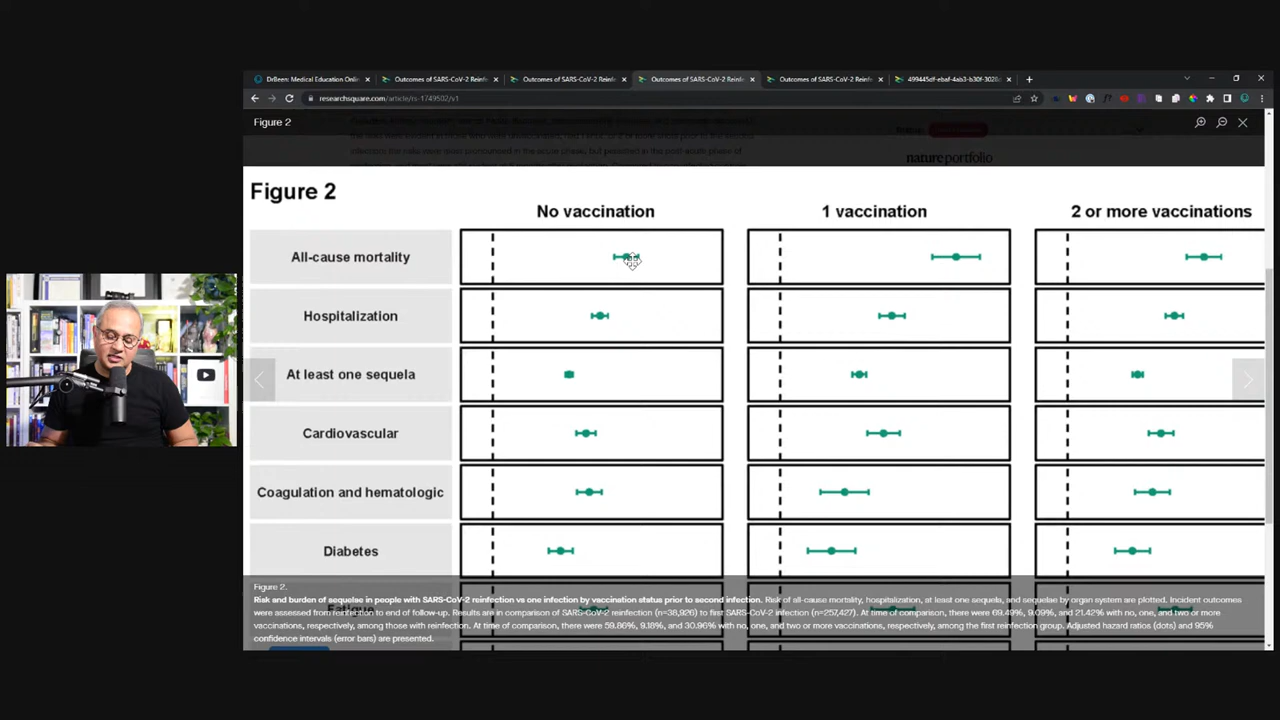 DrBeen: Medical Education Onli
Outcomes of SARS-CoV-2 Reinfe
Outcomes of SARS-CoV-2 Reinfe
Outcomes of SARS-CoV-2 Reinfe
Outcomes of SARS-CoV-2 Reinfe
researchsquare.com/article/rs-1749502/v1
Figure 2
nature portfolio
Figure 2
No vaccination
1 vaccination
2 or more vaccinations
All-cause mortality
Hospitalization
At least one sequela
Cardiovascular
Coagulation and hematologic
Diabetes
Fatigue
Figure 2.
Risk and burden of sequelae in people with SARS-CoV-2 reinfection vs one infection by vaccination status prior to second infection. Risk of all-cause mortality, hospitalization, at least one sequela, and sequelae by organ system are plotted. Incident outcomes
were assessed from reinfection to end of follow-up. Results are in comparison of SARS-CoV-2 reinfection (n=38,926) to first SARS-CoV-2 infection (n=257,427). At time of comparison, there were 69.49%, 9.09%, and 21.42% with no, one, and two or more
vaccinations, respectively, among those with reinfection. At time of comparison, there were 59.86%, 9.18%, and 30.96% with no, one, and two or more vaccinations, respectively, among the first reinfection group. Adjusted hazard ratios (dots) and 95%
confidence intervals (error bars) are presented.